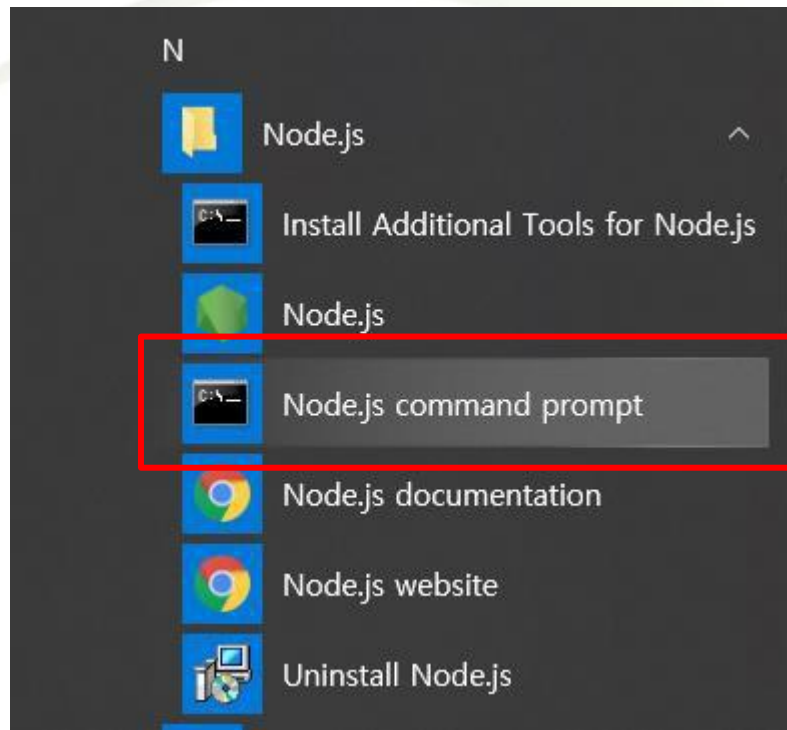 N
Node.js
Install Additional Tools for Node.js
Node.js
Node.js command prompt
Node.js documentation
Node.js website
Uninstall Node.js